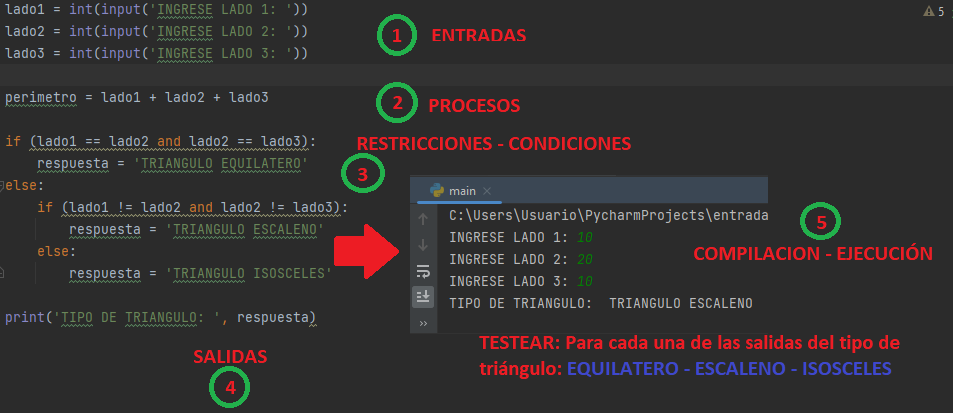 lado1 = int(input('INGRESE LADO 1: '))
lado2 = int(input('INGRESE LADO 2: '))
lado3 = int(input('INGRESE LADO 3: '))
5
1 ENTRADAS
perimetro = lado1 + lado2 + lado3
2 PROCESOS
if (lado1 == lado2 and lado2 == lado3):
respuesta = 'TRIANGULO EQUILATERO'
else:
if (lado1 != lado2 and lado2 != lado3):
respuesta = 'TRIANGULO ESCALENO'
else:
respuesta = 'TRIANGULO ISOSCELES'
print('TIPO DE TRIANGULO: ', respuesta)
RESTRICCIONES - CONDICIONES
3
main
C:\Users\Usuario\PycharmProjects\entrada
INGRESE LADO 1: 10
INGRESE LADO 2: 20
INGRESE LADO 3: 10
TIPO DE TRIANGULO:  TRIANGULO ESCALENO
5
COMPILACION - EJECUCIÓN
SALIDAS
4
TESTEAR: Para cada una de las salidas del tipo de
triángulo: EQUILATERO - ESCALENO - ISOSCELES